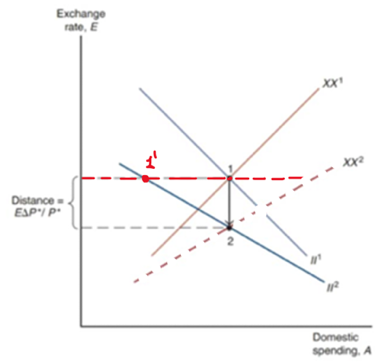 Exchange
rate, E
XX¹
1'
1
XX²
Distance =
EΔP*/ P*
2
II¹
II²
Domestic
spending, A